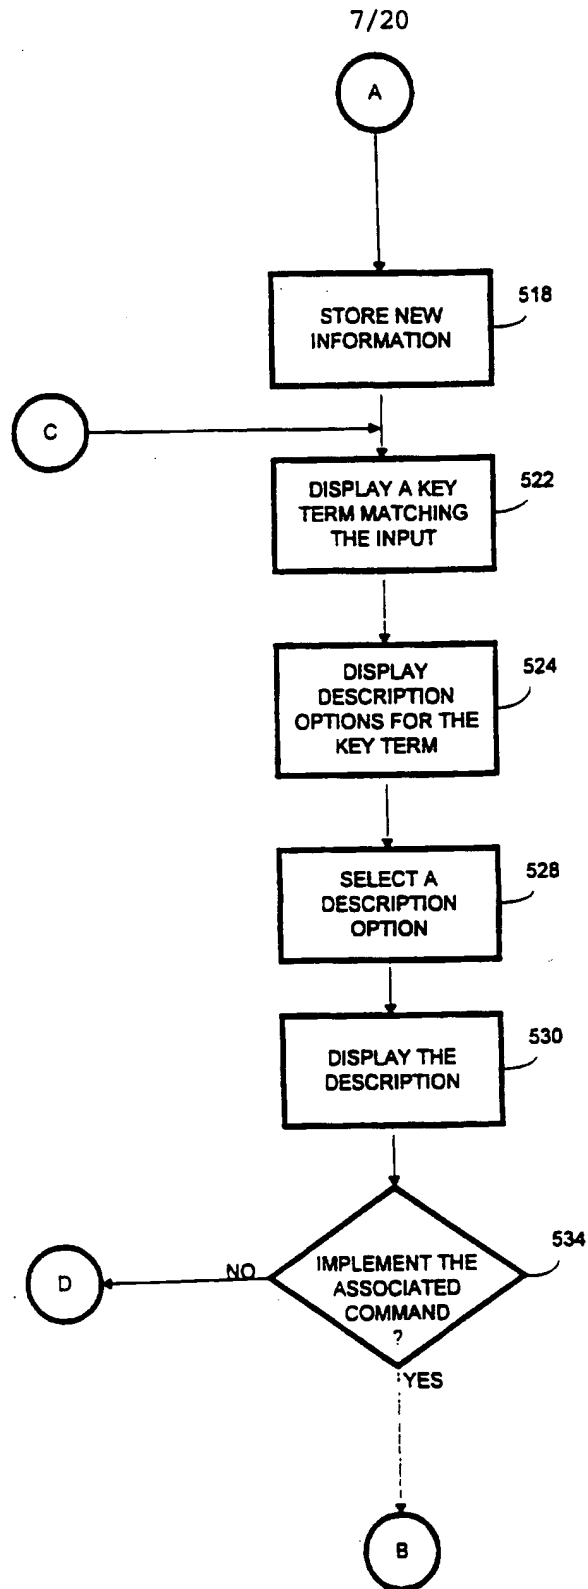 7/20
A
STORE NEW
INFORMATION
518
C
DISPLAY A KEY
TERM MATCHING
THE INPUT
522
DISPLAY
DESCRIPTION
OPTIONS FOR THE
KEY TERM
524
SELECT A
DESCRIPTION
OPTION
528
DISPLAY THE
DESCRIPTION
530
IMPLEMENT THE
ASSOCIATED
COMMAND
?
534
NO
D
YES
B